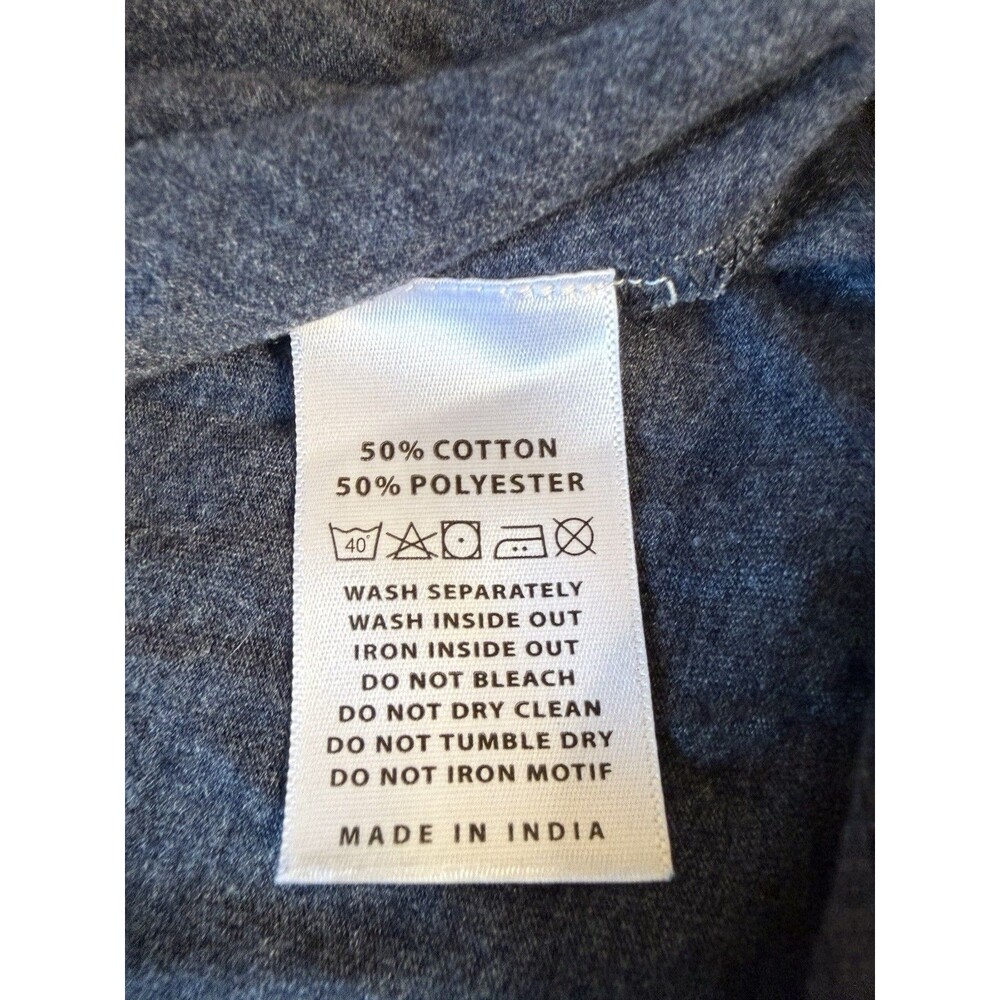 50% COTTON
50% POLYESTER
40°
WASH SEPARATELY
WASH INSIDE OUT
IRON INSIDE OUT
DO NOT BLEACH
DO NOT DRY CLEAN
DO NOT TUMBLE DRY
DO NOT IRON MOTIF
MADE IN INDIA